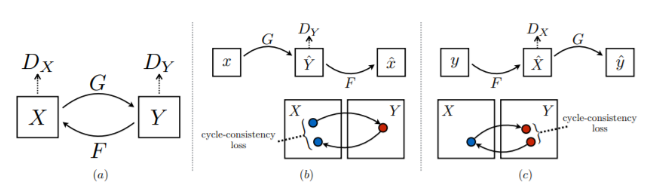 D_X D_Y
G
X Y
F
(a)
D_Y
G
x Ŷ x̂
F
X Y
cycle-consistency
loss
(b)
D_X
G
y X̂ ŷ
F
X Y
cycle-consistency
loss
(c)